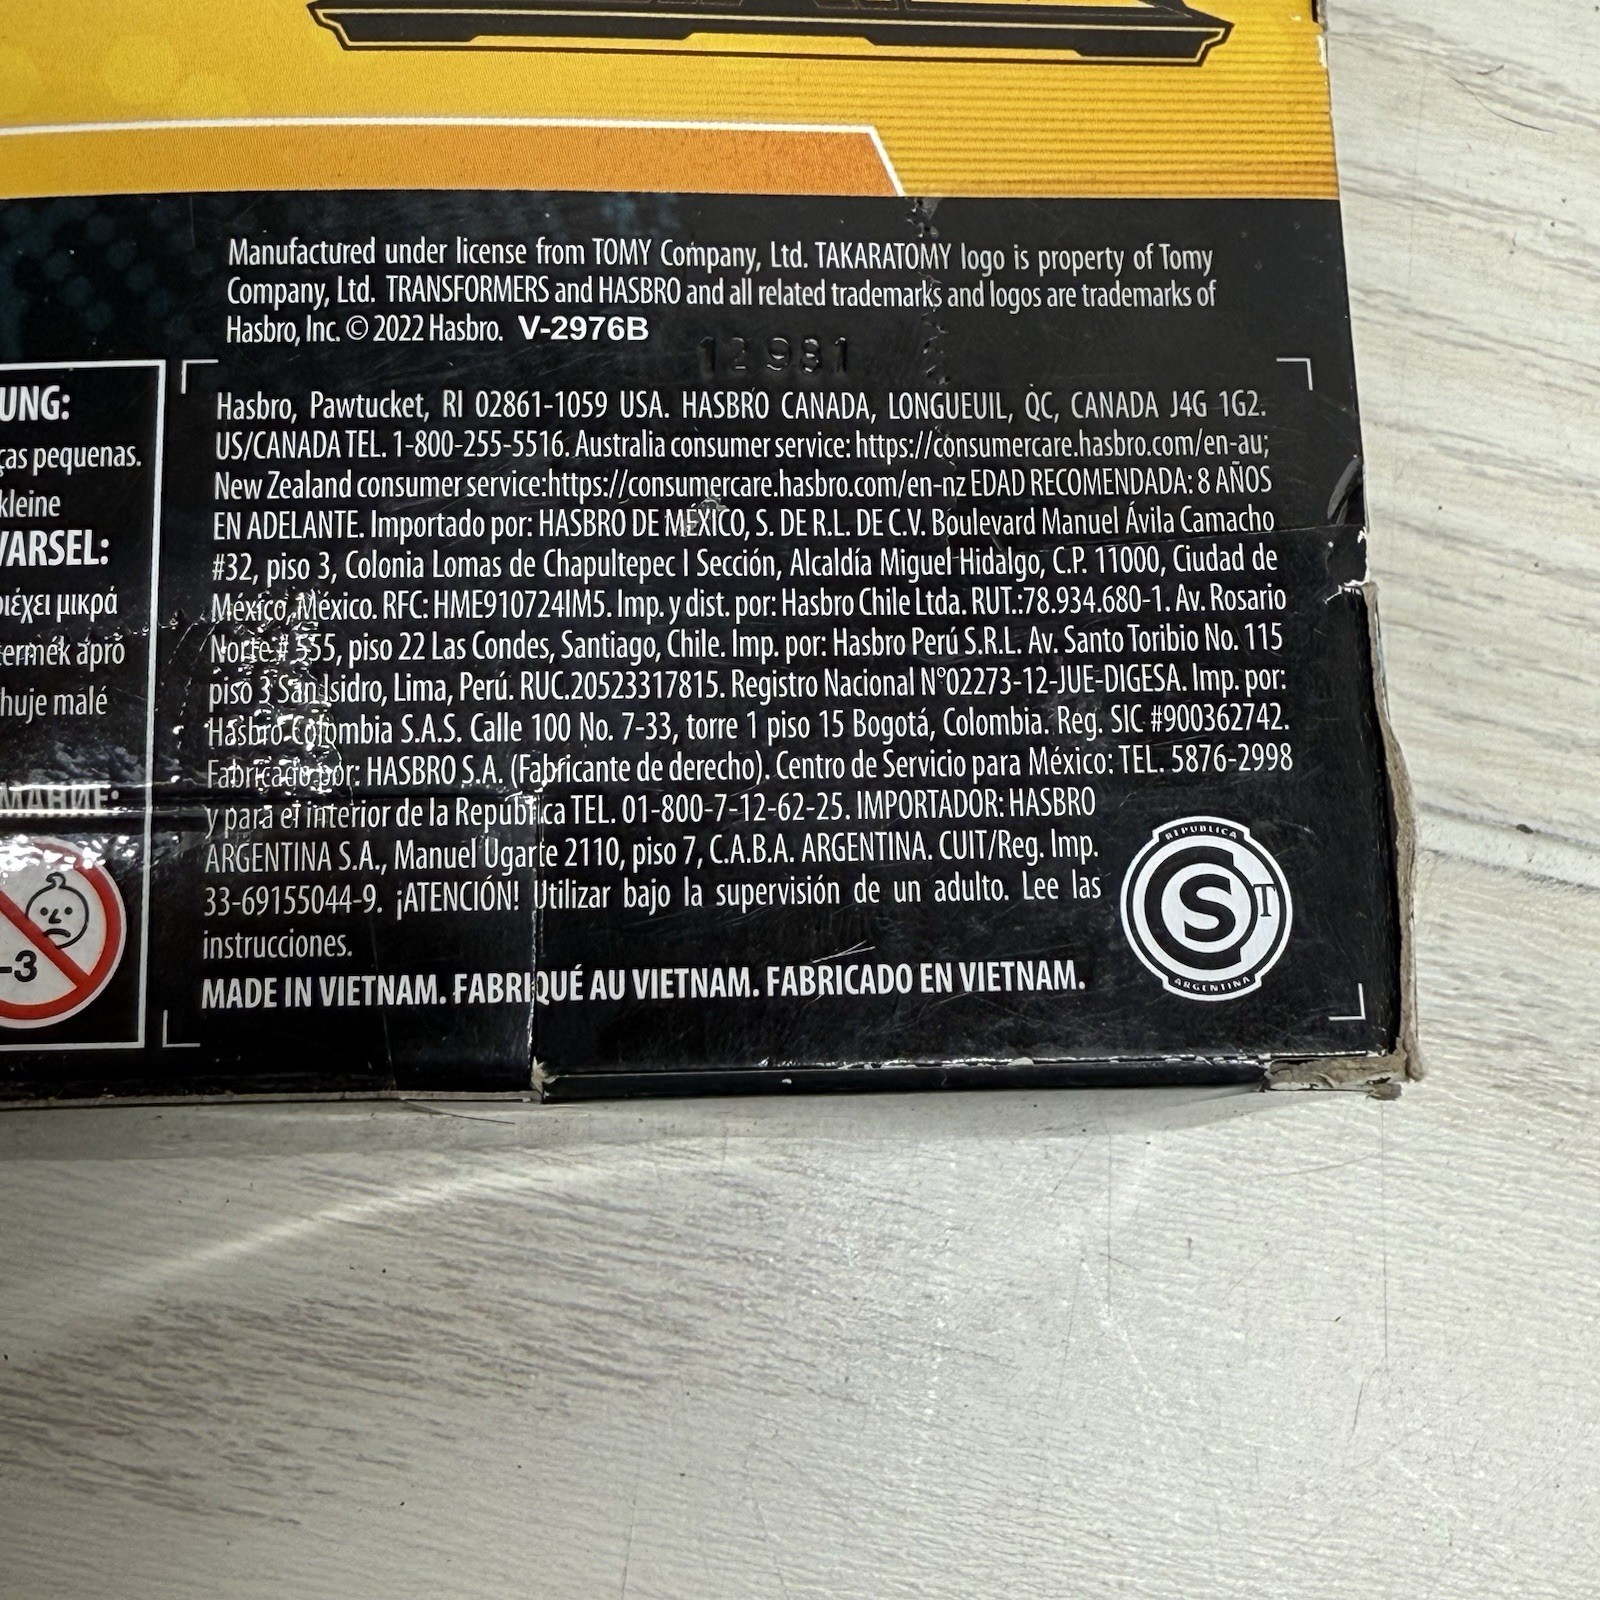 Manufactured under license from TOMY Company, Ltd. TAKARATOMY logo is property of Tomy
Company, Ltd. TRANSFORMERS and HASBRO and all related trademarks and logos are trademarks of
Hasbro, Inc. © 2022 Hasbro. V-2976B
12981
UNG:
ças pequenas.
kleine
VARSEL:
ριέχει μικρά
termék apró
huje malé
-3
Hasbro, Pawtucket, RI 02861-1059 USA. HASBRO CANADA, LONGUEUIL, QC, CANADA J4G 1G2.
US/CANADA TEL. 1-800-255-5516. Australia consumer service: https://consumercare.hasbro.com/en-au;
New Zealand consumer service:https://consumercare.hasbro.com/en-nz EDAD RECOMENDADA: 8 AÑOS
EN ADELANTE. Importado por: HASBRO DE MÉXICO, S. DE R.L. DE C.V. Boulevard Manuel Ávila Camacho
#32, piso 3, Colonia Lomas de Chapultepec I Sección, Alcaldía Miguel Hidalgo, C.P. 11000, Ciudad de
México, México. RFC: HME910724IM5. Imp. y dist. por: Hasbro Chile Ltda. RUT.:78.934.680-1. Av. Rosario
Norte # 555, piso 22 Las Condes, Santiago, Chile. Imp. por: Hasbro Perú S.R.L. Av. Santo Toribio No. 115
piso 3 San Isidro, Lima, Perú. RUC.20523317815. Registro Nacional N°02273-12-JUE-DIGESA. Imp. por:
Hasbro Colombia S.A.S. Calle 100 No. 7-33, torre 1 piso 15 Bogotá, Colombia. Reg. SIC #900362742.
Fabricado por: HASBRO S.A. (Fabricante de derecho). Centro de Servicio para México: TEL. 5876-2998
y para el interior de la República TEL. 01-800-7-12-62-25. IMPORTADOR: HASBRO
ARGENTINA S.A., Manuel Ugarte 2110, piso 7, C.A.B.A. ARGENTINA. CUIT/Reg. Imp.
33-69155044-9. ¡ATENCIÓN! Utilizar bajo la supervisión de un adulto. Lee las
instrucciones.
MADE IN VIETNAM. FABRIQUÉ AU VIETNAM. FABRICADO EN VIETNAM.
REPUBLICA
S T
ARGENTINA